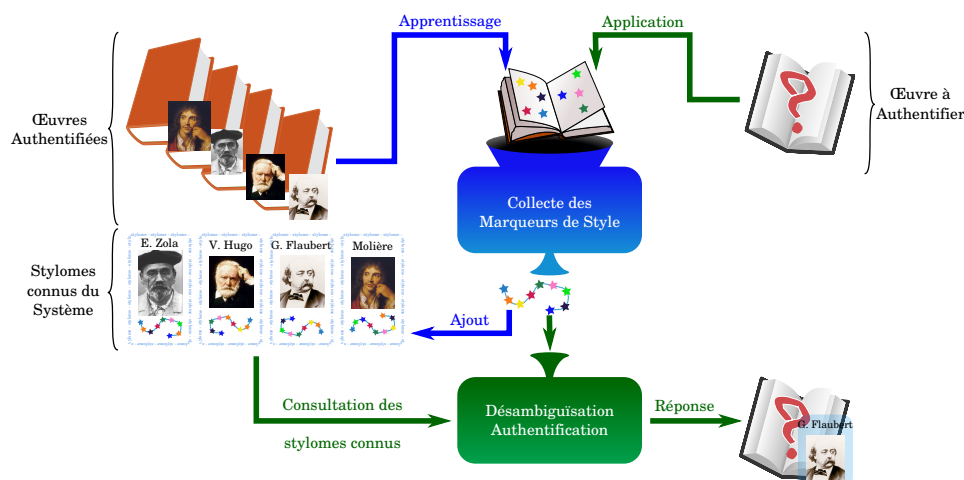 Apprentissage
Application
Œuvres
Authentifiées
Œuvre à
Authentifier
Collecte des
Marqueurs de Style
E. Zola
V. Hugo
G. Flaubert
Molière
Stylomes
connus du
Système
Ajout
Consultation des
stylomes connus
Désambiguïsation
Authentification
Réponse
G. Flaubert